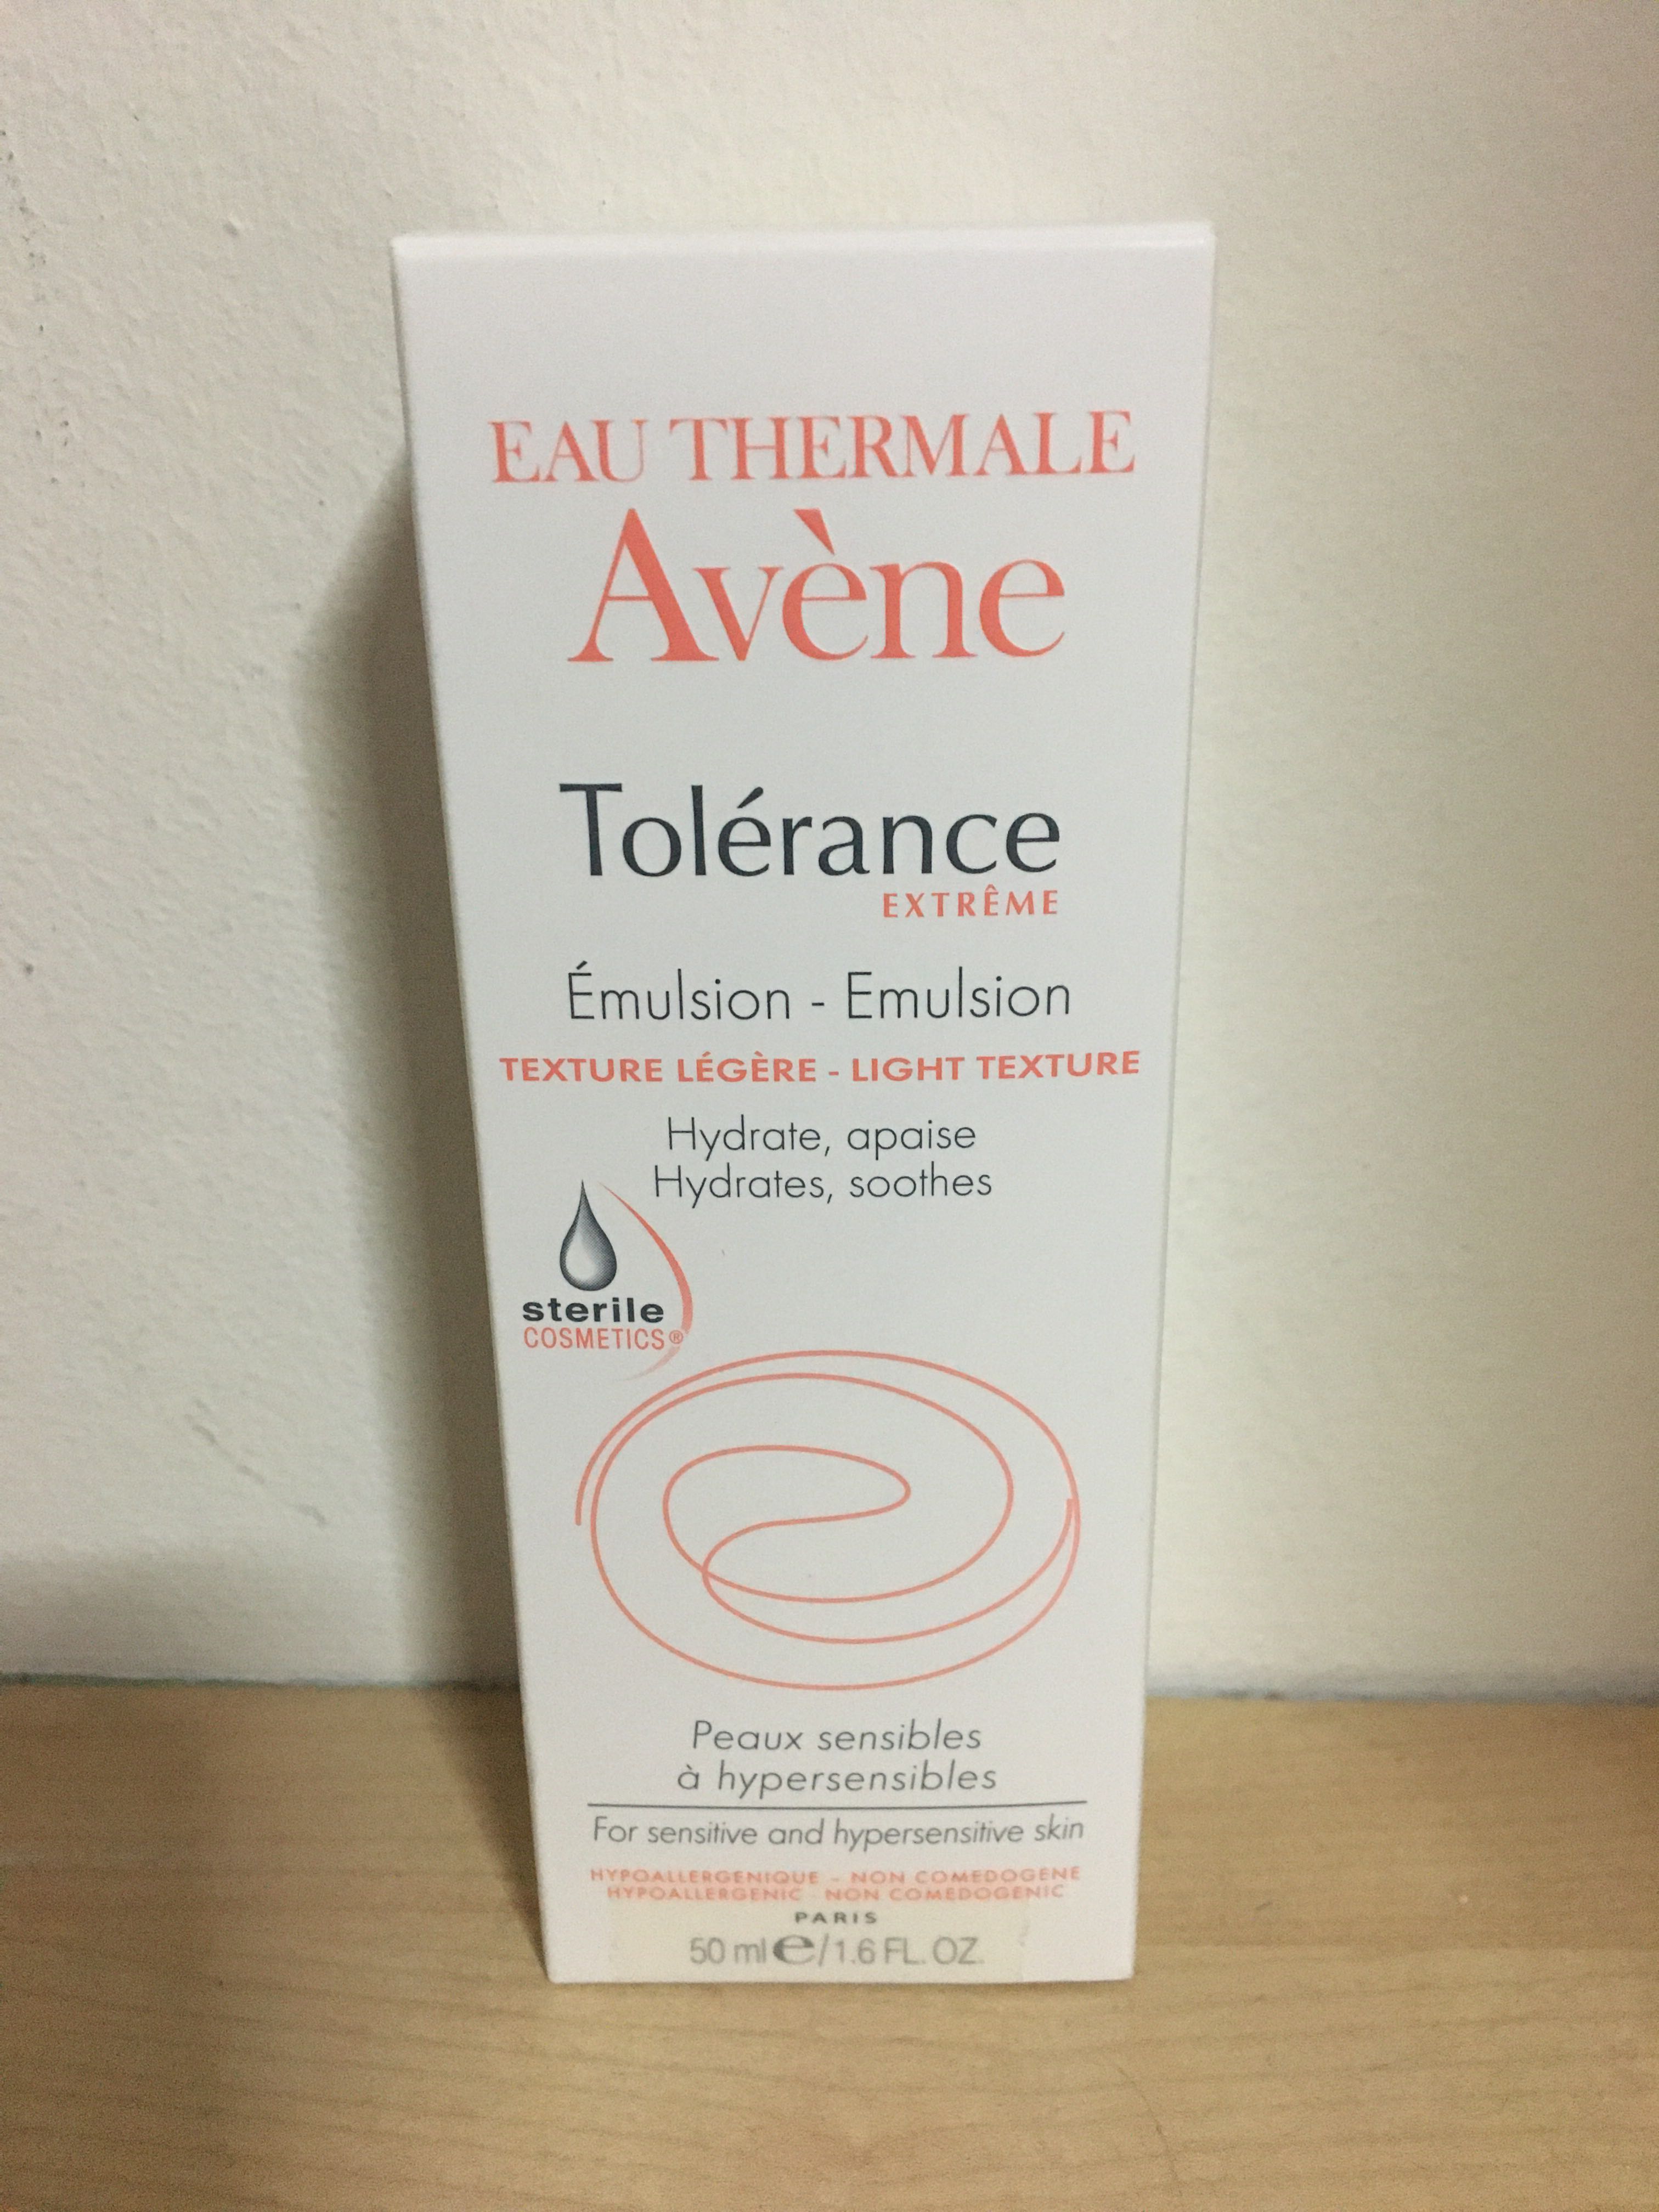 EAU THERMALE
Avène
Tolérance
EXTRÊME
Émulsion - Emulsion
TEXTURE LÉGÈRE - LIGHT TEXTURE
Hydrate, apaise
Hydrates, soothes
sterile
COSMETICS®
Peaux sensibles
à hypersensibles
For sensitive and hypersensitive skin
HYPOALLERGENIQUE - NON COMEDOGENE
HYPOALLERGENIC - NON COMEDOGENIC
PARIS
50 ml e/1.6 FL. OZ.